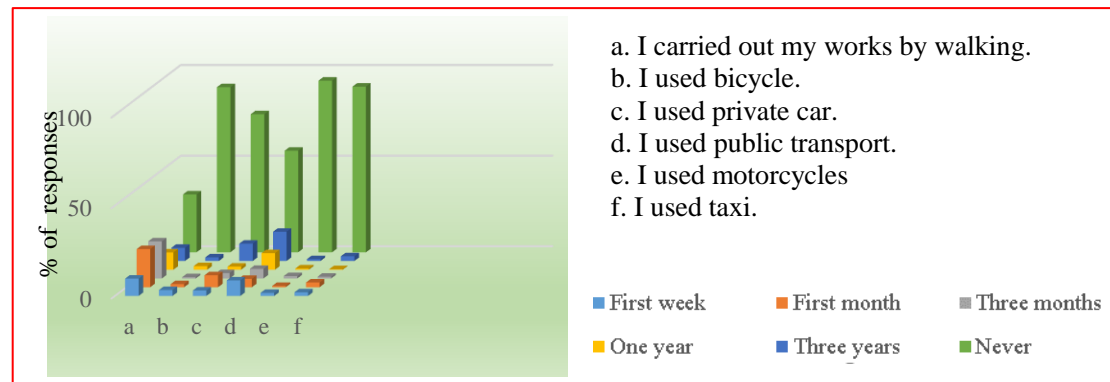 % of responses
100
50
0
a b c d e f
a. I carried out my works by walking.
b. I used bicycle.
c. I used private car.
d. I used public transport.
e. I used motorcycles
f. I used taxi.
First week First month Three months
One year Three years Never